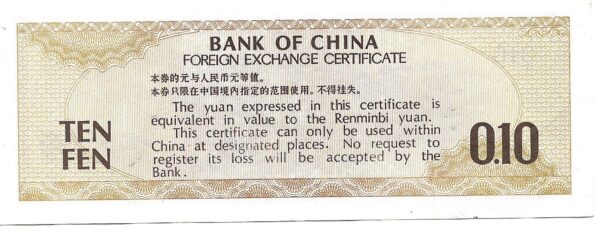 BANK OF CHINA
FOREIGN EXCHANGE CERTIFICATE
本券的元与人民币元等值。
本券只限在中国境内指定的范围使用。不得挂失。
The yuan expressed in this certificate is
equivalent in value to the Renminbi yuan.
This certificate can only be used within
China at designated places. No request to
register its loss will be accepted by the
Bank.
TEN
FEN
0.10